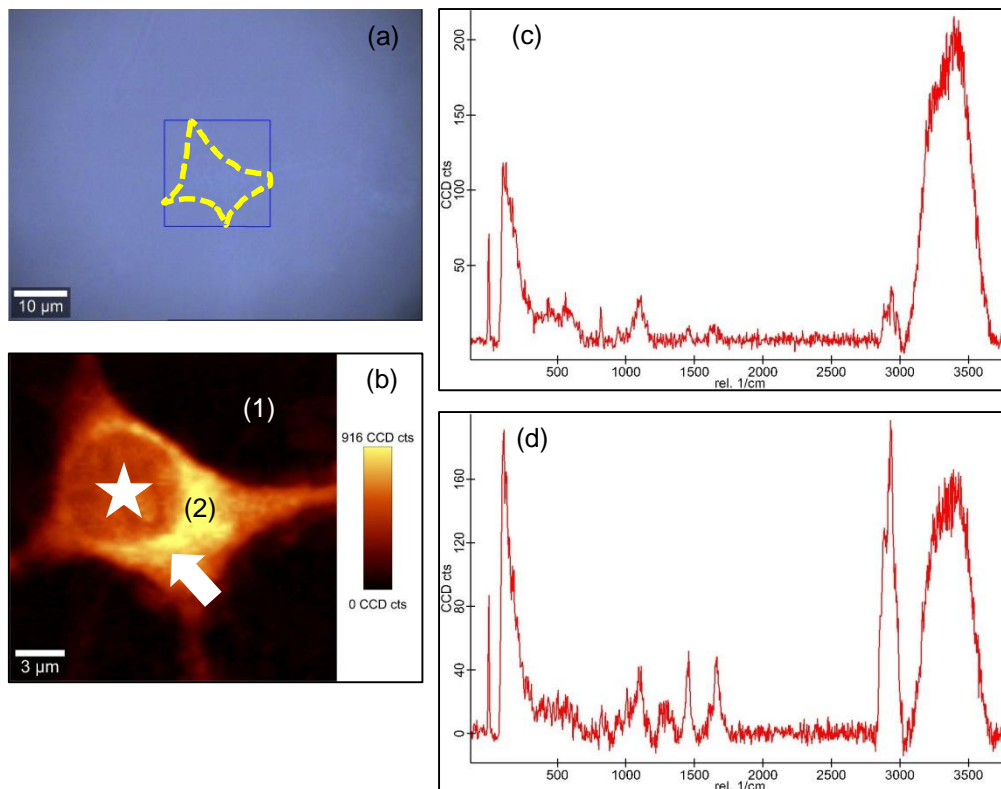 (a)
10 µm
(b)
(1)
(2)
916 CCD cts
0 CCD cts
3 µm
(c)
CCD cts
200
150
100
50
0
500 1000 1500 2000 2500 3000 3500
rel. 1/cm
(d)
CCD cts
160
120
80
40
0
500 1000 1500 2000 2500 3000 3500
rel. 1/cm